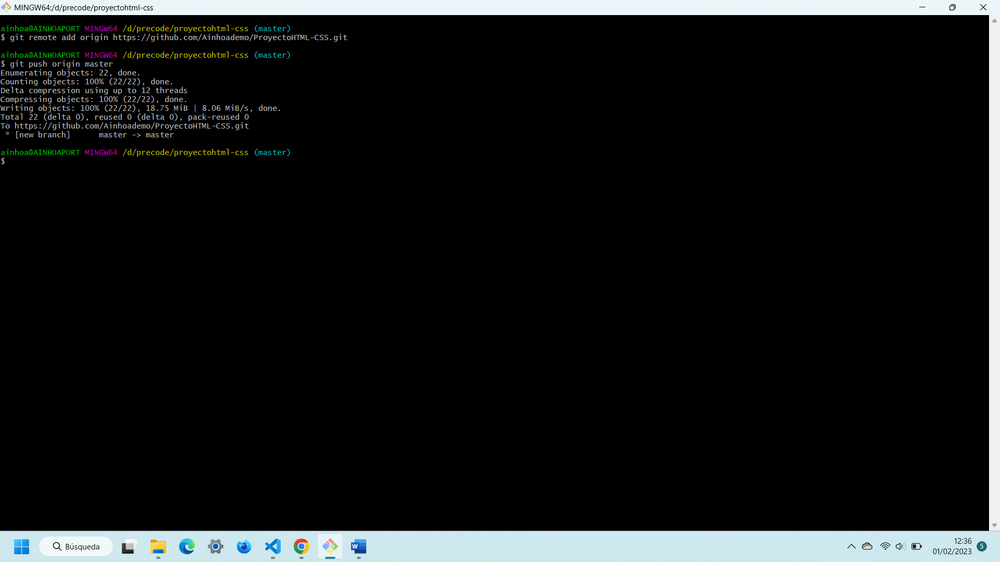 MINGW64:/d/precode/proyectohtml-css
ainhoa@AINHOAPORT MINGW64 /d/precode/proyectohtml-css (master)
$ git remote add origin https://github.com/Ainhoademo/ProyectoHTML-CSS.git
ainhoa@AINHOAPORT MINGW64 /d/precode/proyectohtml-css (master)
$ git push origin master
Enumerating objects: 22, done.
Counting objects: 100% (22/22), done.
Delta compression using up to 12 threads
Compressing objects: 100% (22/22), done.
Writing objects: 100% (22/22), 18.75 MiB | 8.06 MiB/s, done.
Total 22 (delta 0), reused 0 (delta 0), pack-reused 0
To https://github.com/Ainhoademo/ProyectoHTML-CSS.git
 * [new branch]      master -> master
ainhoa@AINHOAPORT MINGW64 /d/precode/proyectohtml-css (master)
$
Búsqueda
W
12:36
01/02/2023
5